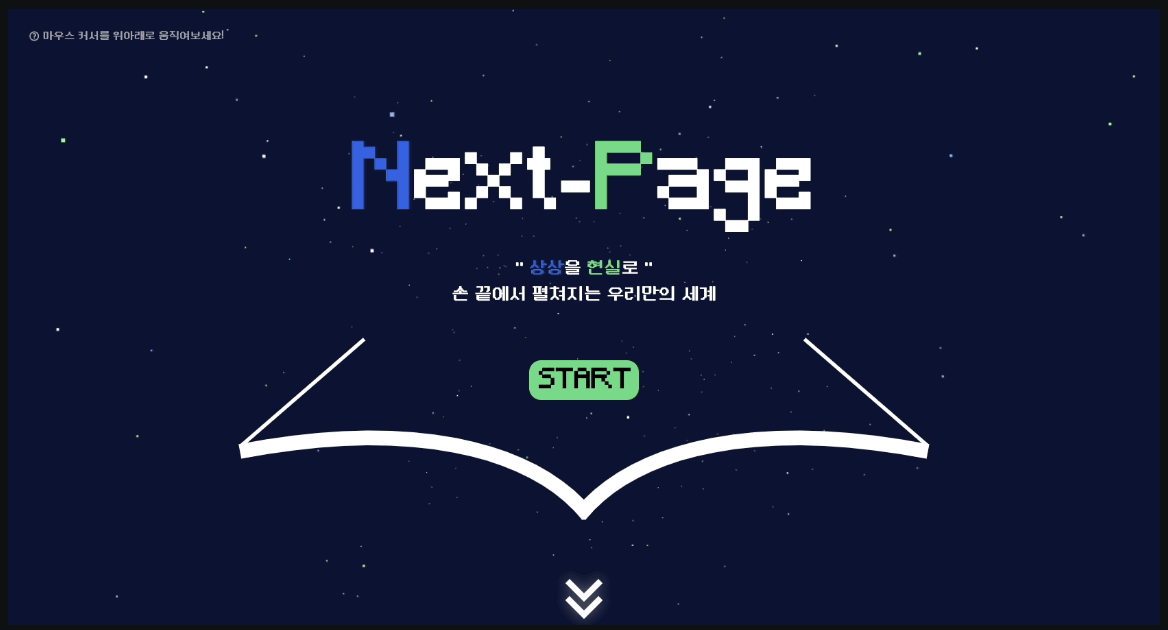 마우스 커서를 위아래로 움직여보세요!
Next-Page
" 상상을 현실로 "
손 끝에서 펼쳐지는 우리만의 세계
START